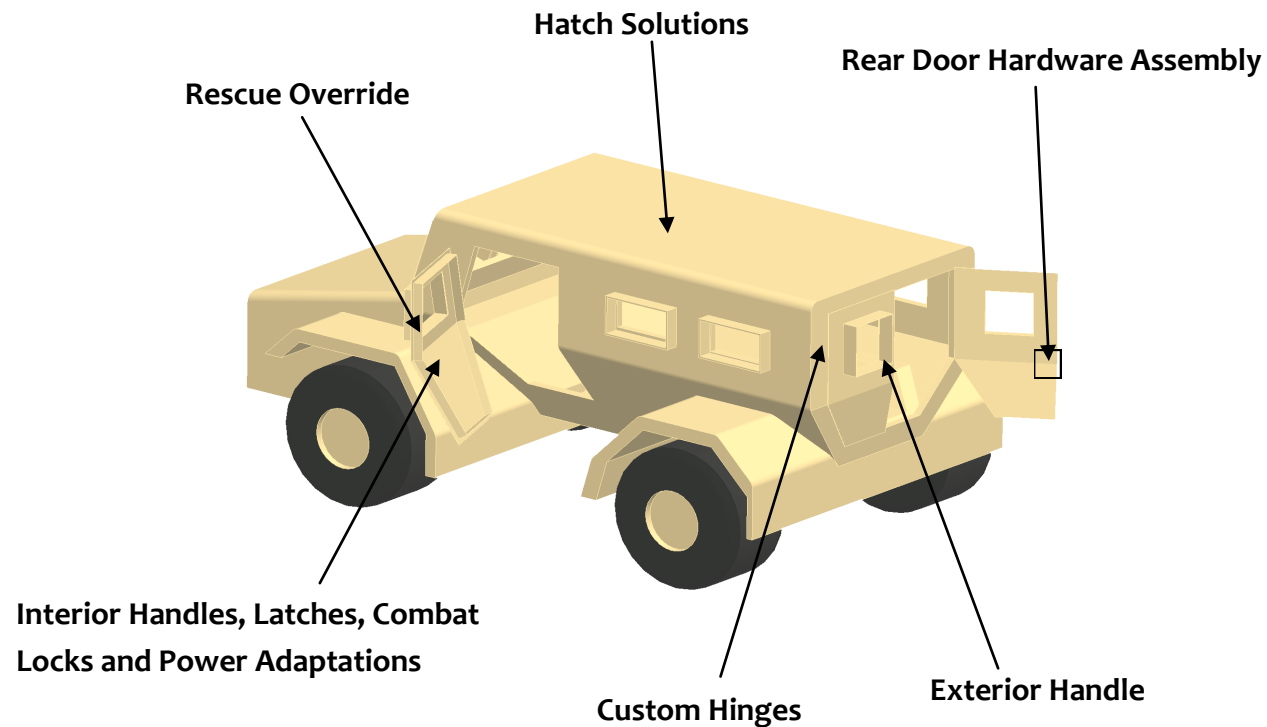 Hatch Solutions
Rear Door Hardware Assembly
Rescue Override
Interior Handles, Latches, Combat
Locks and Power Adaptations
Exterior Handle
Custom Hinges